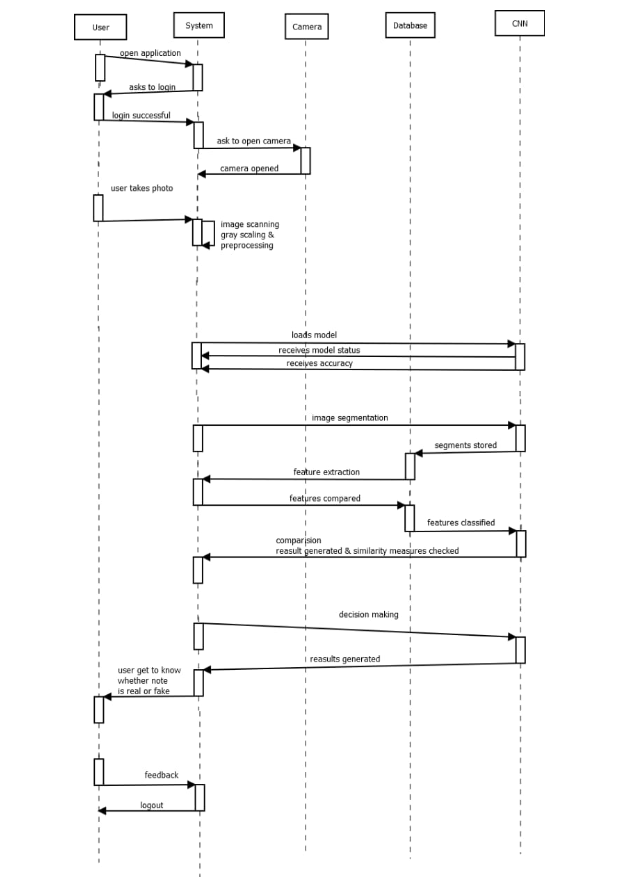 User
System
Camera
Database
CNN
open application
asks to login
login successful
ask to open camera
camera opened
user takes photo
image scanning
gray scaling &
preprocessing
loads model
receives model status
receives accuracy
image segmentation
segments stored
feature extraction
features compared
features classified
comparision
reasult generated & similarity measures checked
decision making
reasults generated
user get to know
whether note
is real or fake
feedback
logout